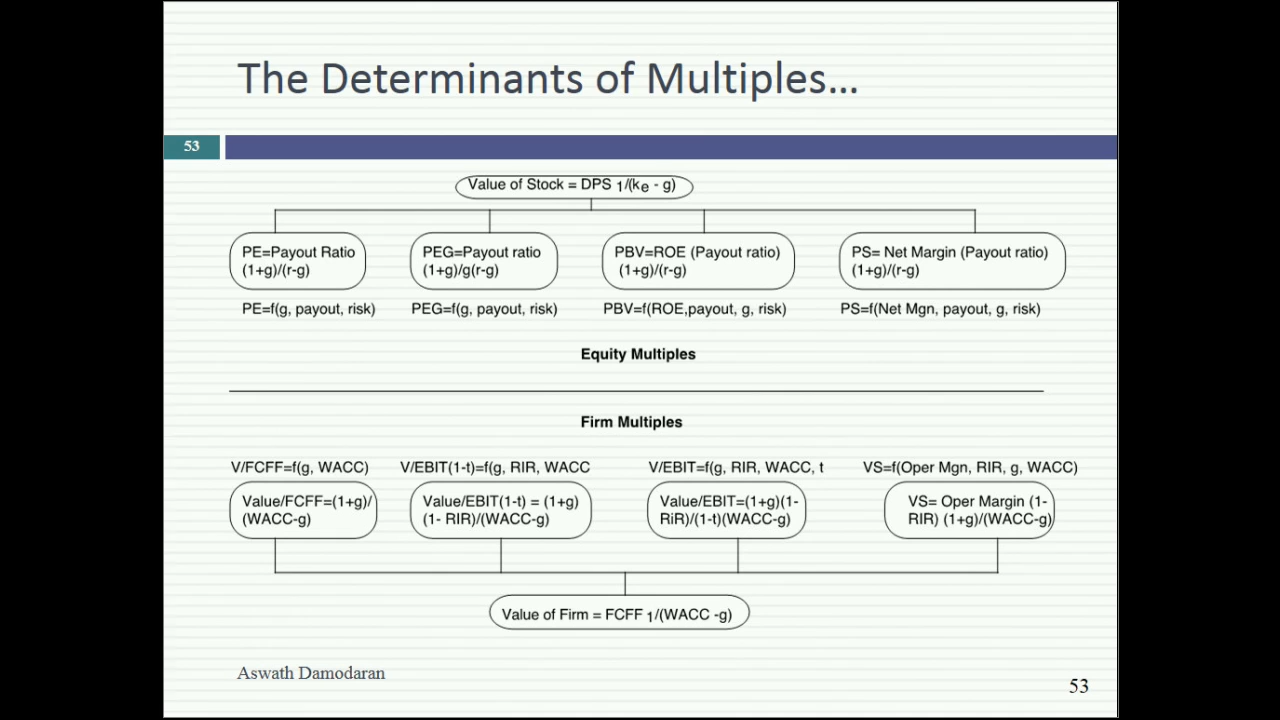 The Determinants of Multiples…
53
Value of Stock = DPS 1/(ke - g)
PE=Payout Ratio
(1+g)/(r-g)
PEG=Payout ratio
(1+g)/g(r-g)
PBV=ROE (Payout ratio)
(1+g)/(r-g)
PS= Net Margin (Payout ratio)
(1+g)/(r-g)
PE=f(g, payout, risk)
PEG=f(g, payout, risk)
PBV=f(ROE,payout, g, risk)
PS=f(Net Mgn, payout, g, risk)
Equity Multiples
Firm Multiples
V/FCFF=f(g, WACC)
V/EBIT(1-t)=f(g, RIR, WACC
V/EBIT=f(g, RIR, WACC, t
VS=f(Oper Mgn, RIR, g, WACC)
Value/FCFF=(1+g)/
(WACC-g)
Value/EBIT(1-t) = (1+g)
(1- RIR)/(WACC-g)
Value/EBIT=(1+g)(1-
RiR)/(1-t)(WACC-g)
VS= Oper Margin (1-
RIR) (1+g)/(WACC-g)
Value of Firm = FCFF 1/(WACC -g)
Aswath Damodaran
53